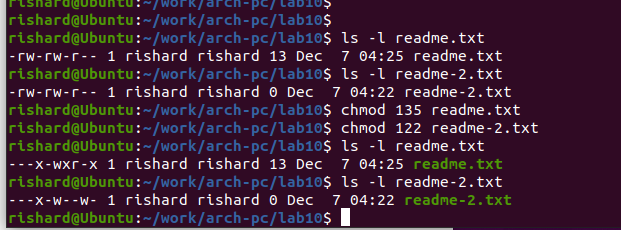 rishard@Ubuntu:~/work/arch-pc/lab10$
rishard@Ubuntu:~/work/arch-pc/lab10$
rishard@Ubuntu:~/work/arch-pc/lab10$ ls -l readme.txt
-rw-rw-r-- 1 rishard rishard 13 Dec  7 04:25 readme.txt
rishard@Ubuntu:~/work/arch-pc/lab10$ ls -l readme-2.txt
-rw-rw-r-- 1 rishard rishard 0 Dec  7 04:22 readme-2.txt
rishard@Ubuntu:~/work/arch-pc/lab10$ chmod 135 readme.txt
rishard@Ubuntu:~/work/arch-pc/lab10$ chmod 122 readme-2.txt
rishard@Ubuntu:~/work/arch-pc/lab10$ ls -l readme.txt
---x-wxr-x 1 rishard rishard 13 Dec  7 04:25 readme.txt
rishard@Ubuntu:~/work/arch-pc/lab10$ ls -l readme-2.txt
---x-w--w- 1 rishard rishard 0 Dec  7 04:22 readme-2.txt
rishard@Ubuntu:~/work/arch-pc/lab10$